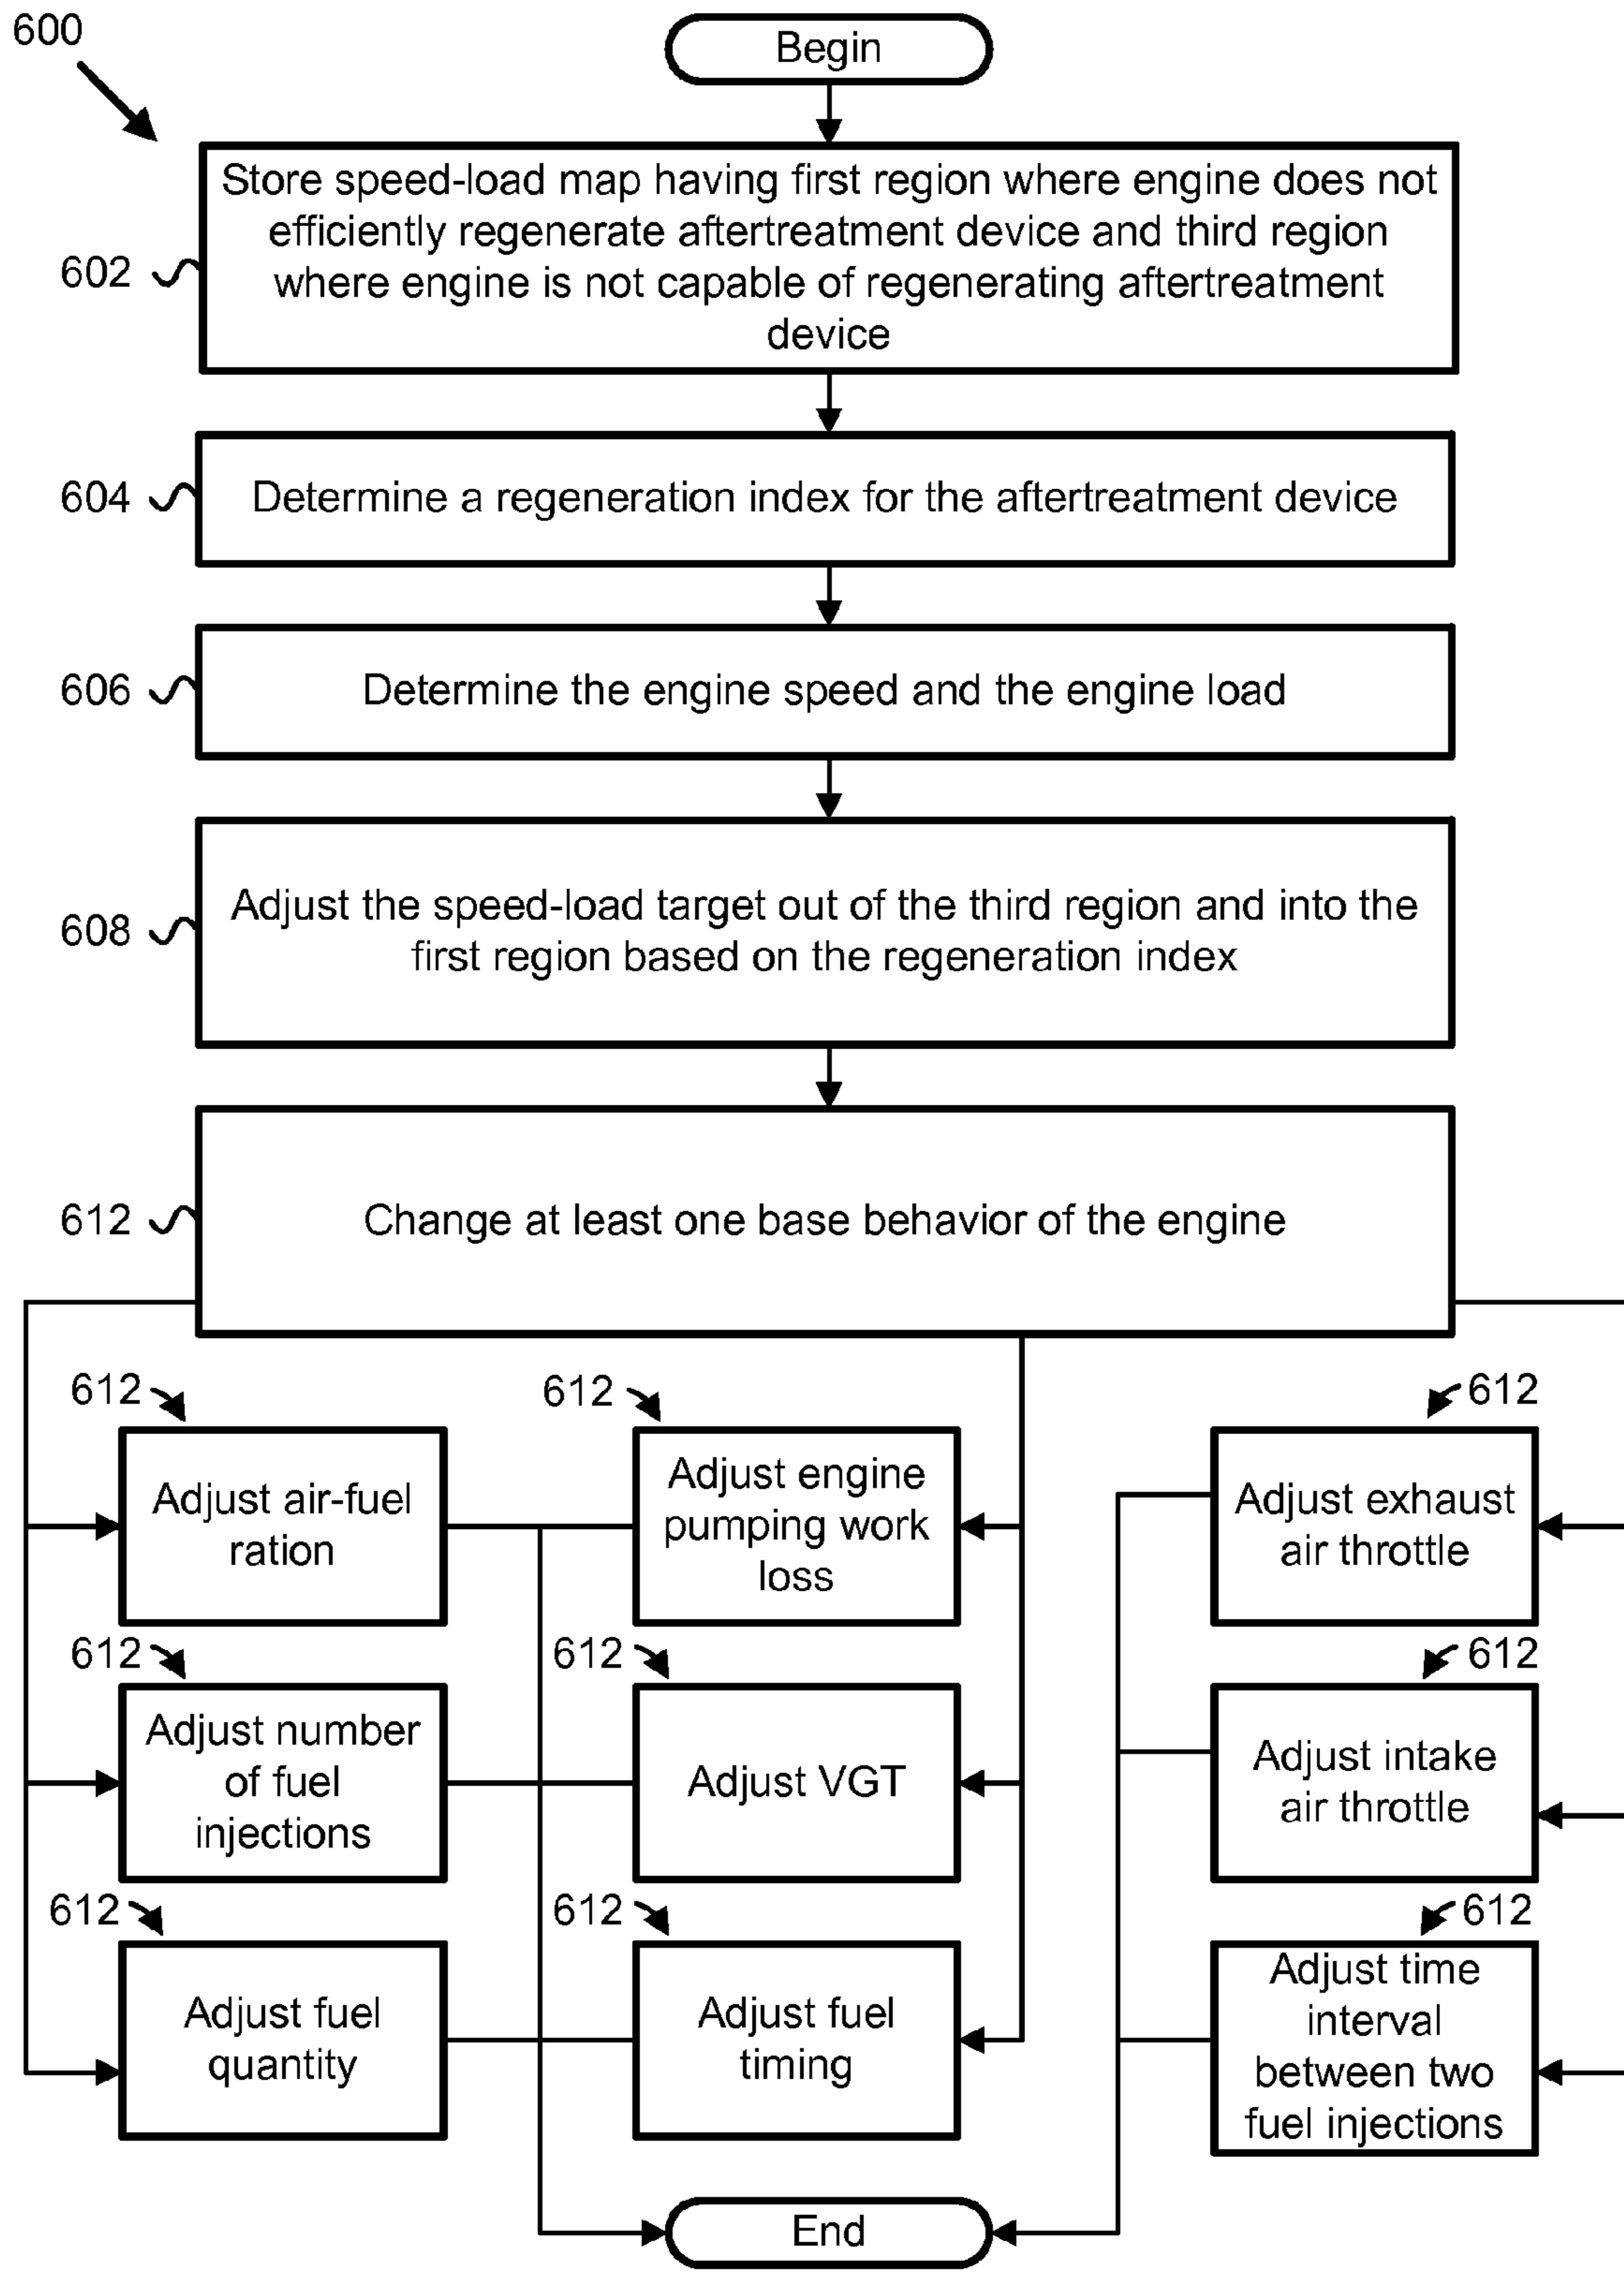 600
Begin
Store speed-load map having first region where engine does not
efficiently regenerate aftertreatment device and third region
where engine is not capable of regenerating aftertreatment
device
602
604
Determine a regeneration index for the aftertreatment device
606
Determine the engine speed and the engine load
608
Adjust the speed-load target out of the third region and into the
first region based on the regeneration index
612
Change at least one base behavior of the engine
612
Adjust air-fuel
ration
612
Adjust engine
pumping work
loss
612
Adjust exhaust
air throttle
612
Adjust number
of fuel
injections
612
Adjust VGT
612
Adjust intake
air throttle
612
Adjust fuel
quantity
612
Adjust fuel
timing
612
Adjust time
interval
between two
fuel injections
End